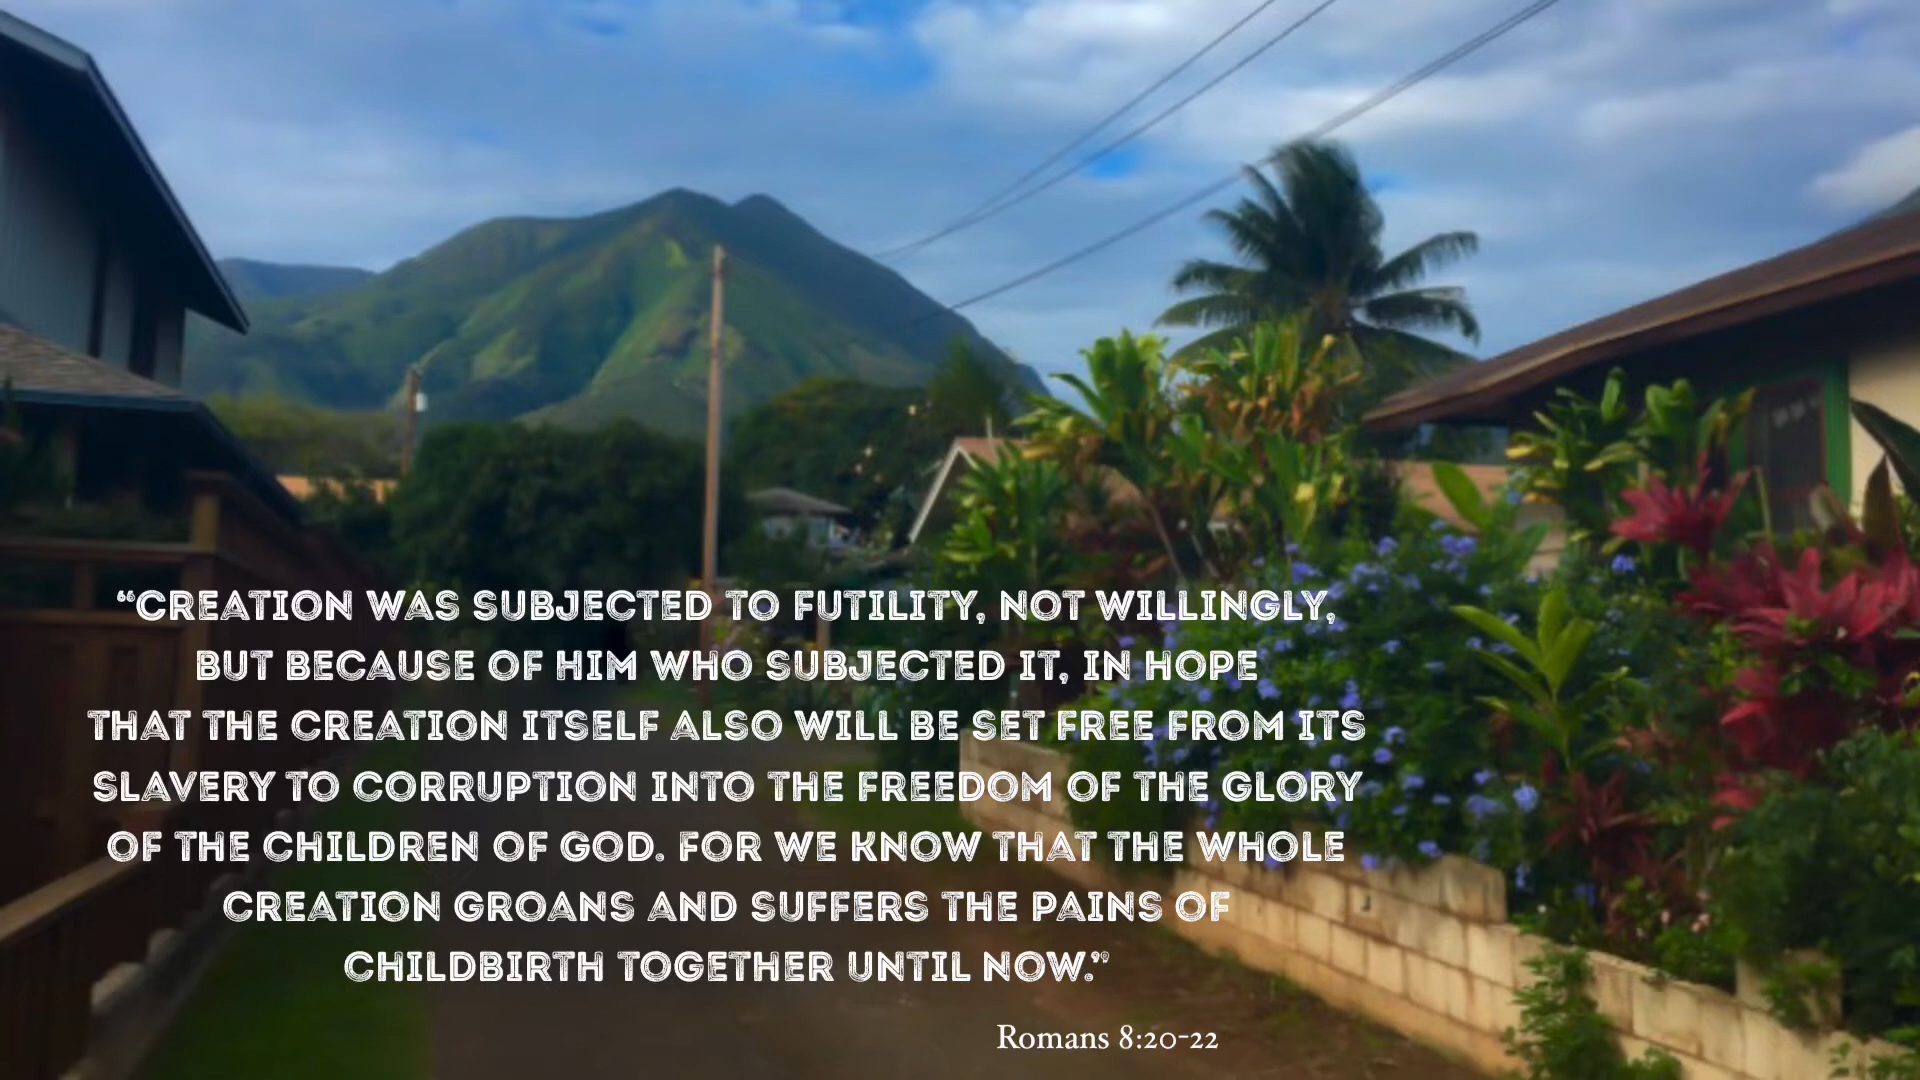 “CREATION WAS SUBJECTED TO FUTILITY, NOT WILLINGLY,
BUT BECAUSE OF HIM WHO SUBJECTED IT, IN HOPE
THAT THE CREATION ITSELF ALSO WILL BE SET FREE FROM ITS
SLAVERY TO CORRUPTION INTO THE FREEDOM OF THE GLORY
OF THE CHILDREN OF GOD. FOR WE KNOW THAT THE WHOLE
CREATION GROANS AND SUFFERS THE PAINS OF
CHILDBIRTH TOGETHER UNTIL NOW.”
Romans 8:20-22